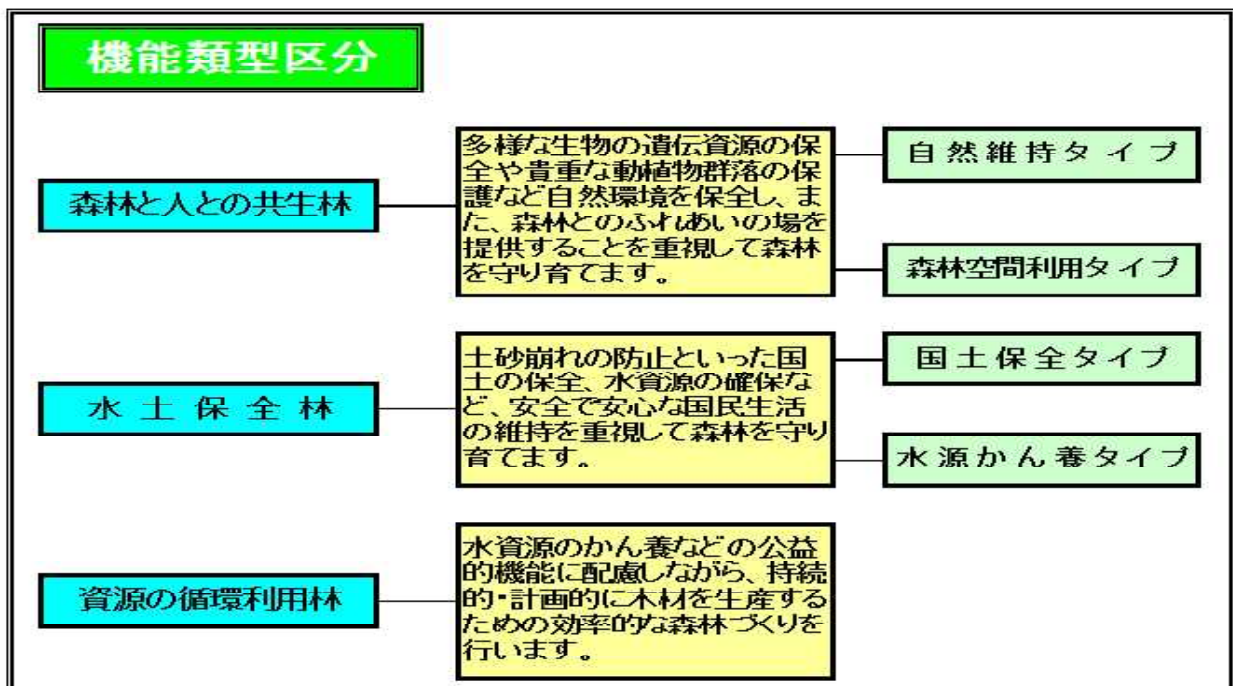 機能類型区分
森林と人との共生林
多様な生物の遺伝資源の保
全や貴重な動植物群落の保
護など自然環境を保全し、ま
た、森林とのふれあいの場を
提供することを重視して森林
を守り育てます。
自然維持タイプ
森林空間利用タイプ
水土保全林
土砂崩れの防止といった国
土の保全、水資源の確保な
ど、安全で安心な国民生活
の維持を重視して森林を守り
育てます。
国土保全タイプ
水源かん養タイプ
資源の循環利用林
水資源のかん養などの公益
的機能に配慮しながら、持続
的・計画的に木材を生産する
ための効率的な森林づくりを
行います。